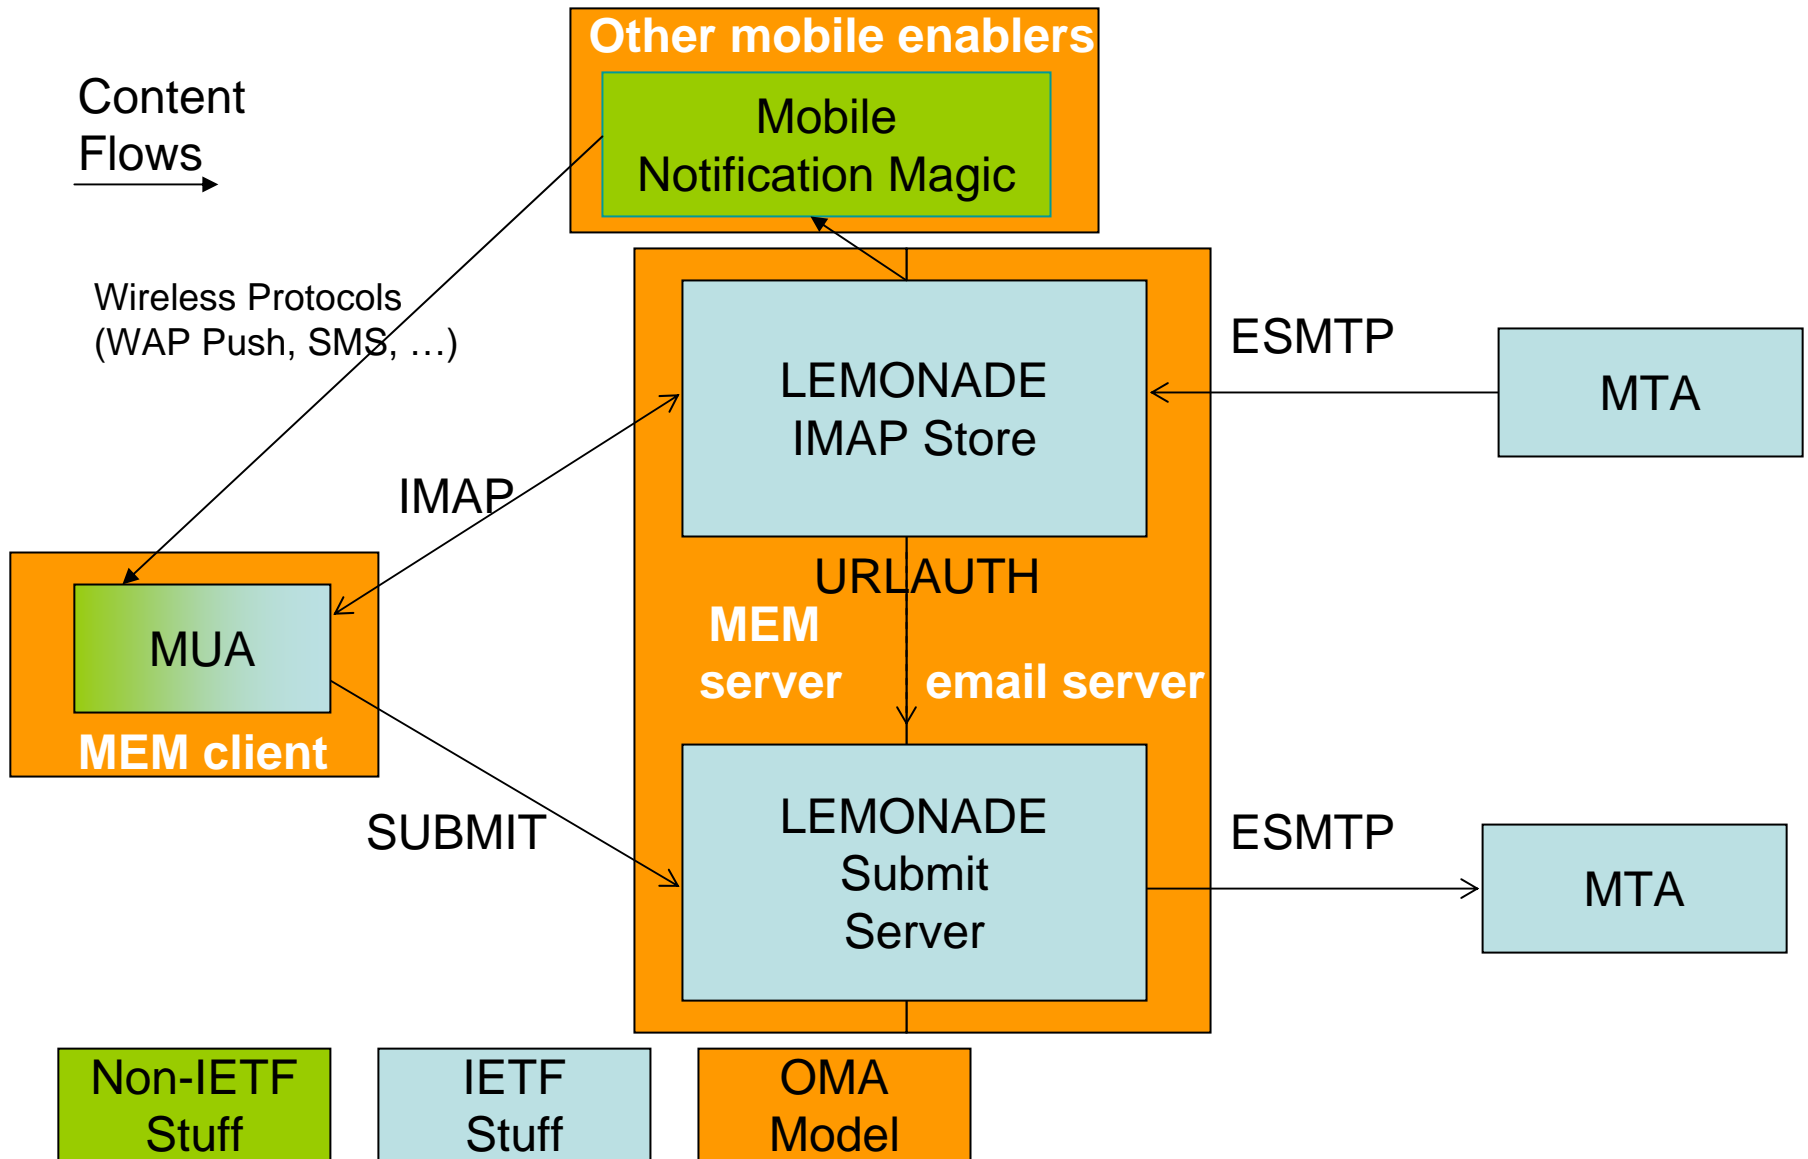 Other mobile enablers
Content
Flows
Mobile
Notification Magic
Wireless Protocols
(WAP Push, SMS, …)
ESMTP
LEMONADE
IMAP Store
MTA
IMAP
URLAUTH
MEM
server
email server
MUA
MEM client
SUBMIT
LEMONADE
Submit
Server
ESMTP
MTA
Non-IETF
Stuff
IETF
Stuff
OMA
Model